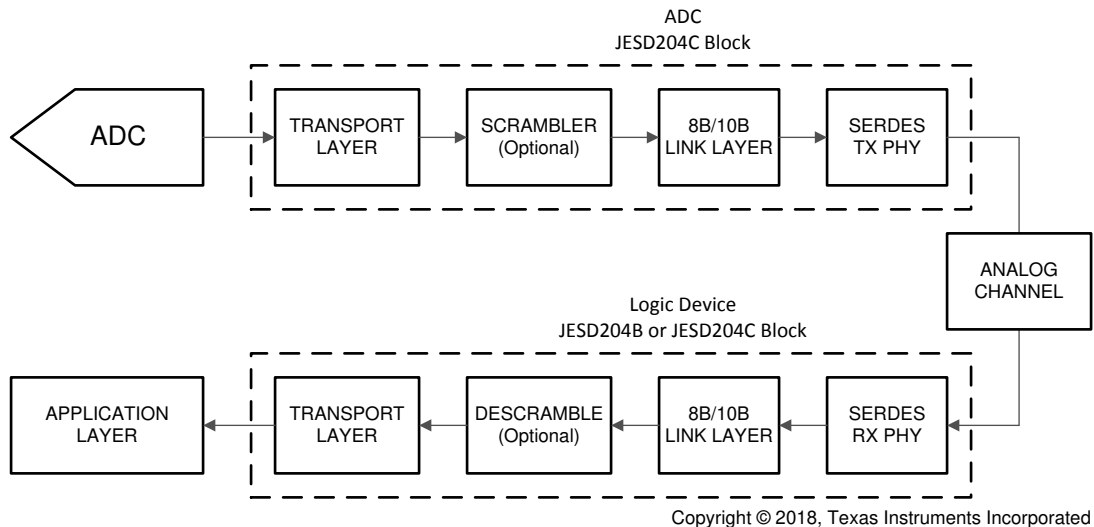 ADC
JESD204C Block
ADC
TRANSPORT
LAYER
SCRAMBLER
(Optional)
8B/10B
LINK LAYER
SERDES
TX PHY
ANALOG
CHANNEL
Logic Device
JESD204B or JESD204C Block
APPLICATION
LAYER
TRANSPORT
LAYER
DESCRAMBLE
(Optional)
8B/10B
LINK LAYER
SERDES
RX PHY
Copyright © 2018, Texas Instruments Incorporated